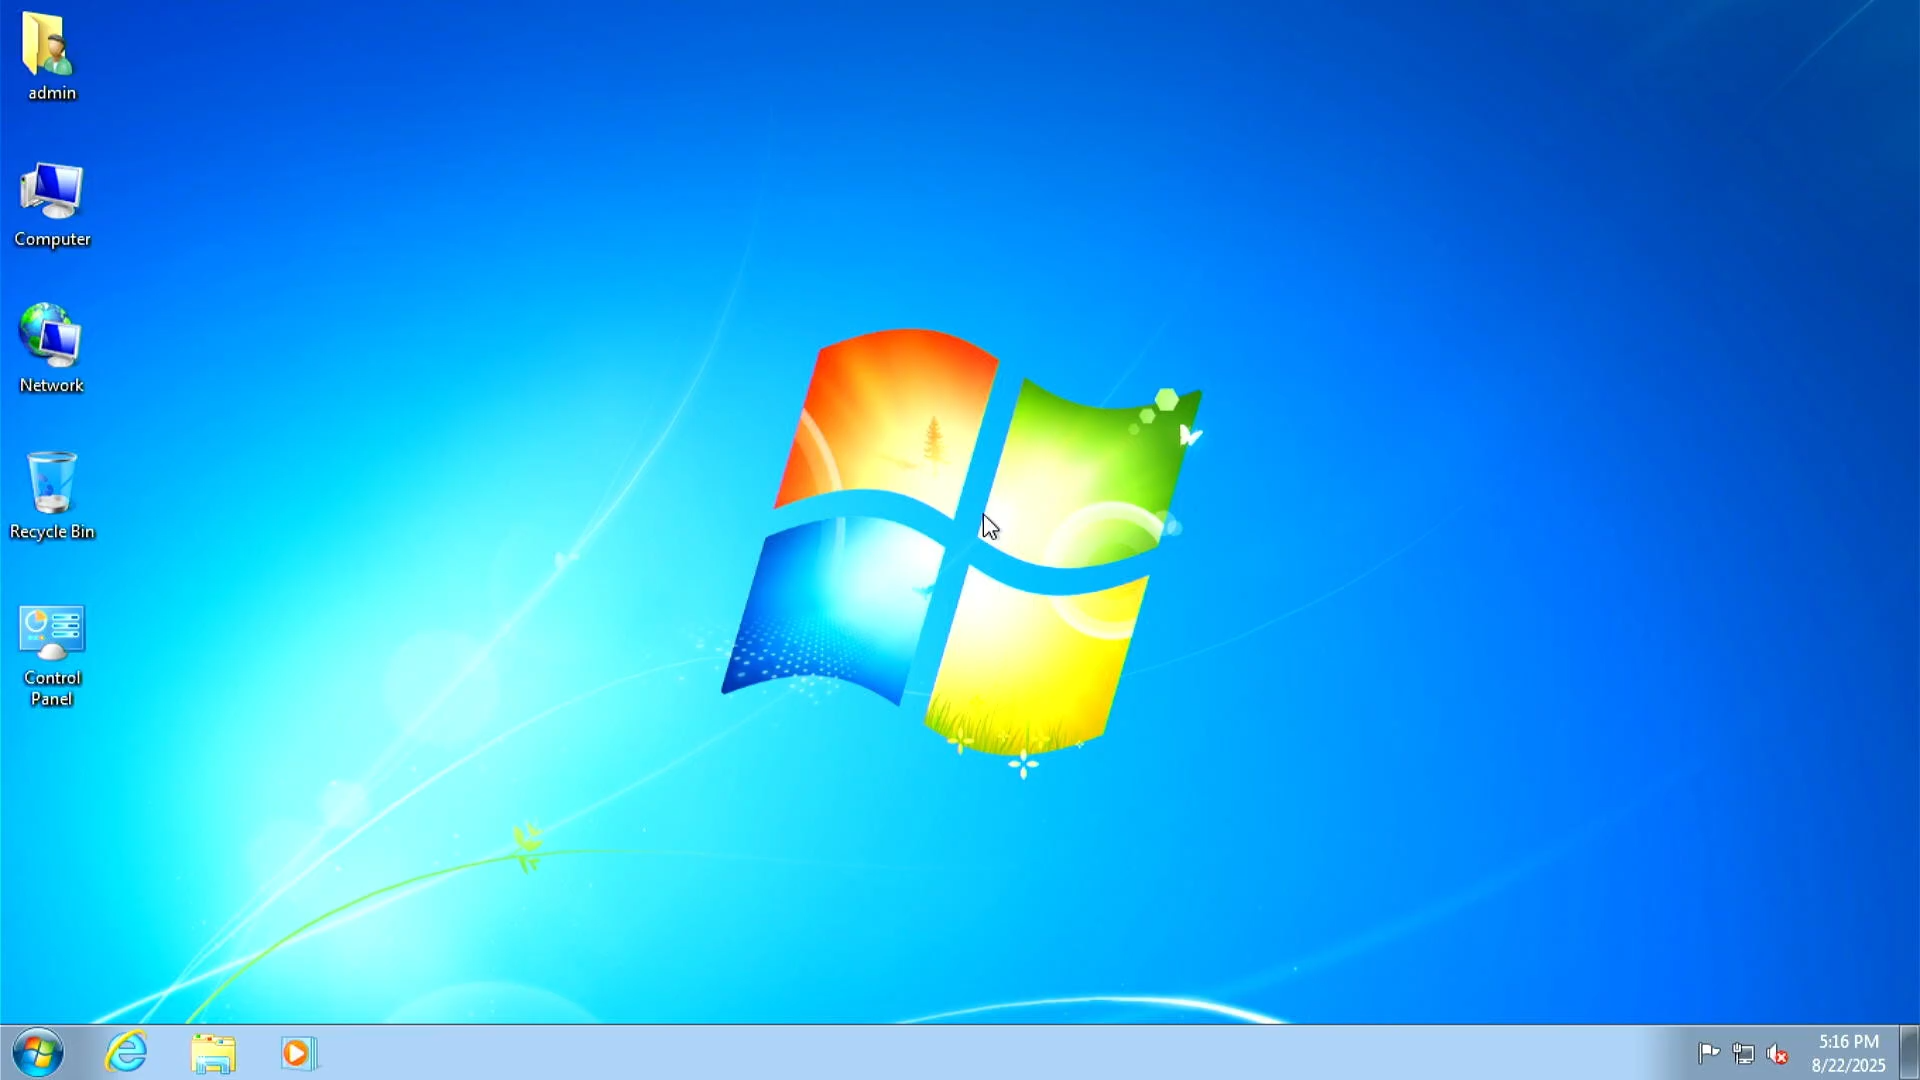 admin
Computer
Network
Recycle Bin
Control
Panel
5:16 PM
8/22/2025